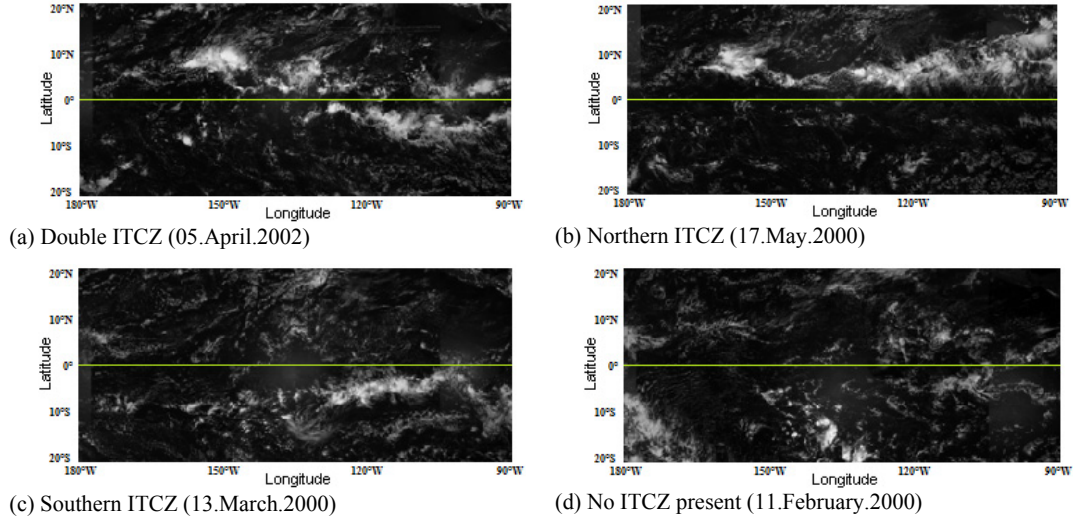 20°N
10°N
0°
10°S
20°S
Latitude
180°W
150°W
120°W
90°W
Longitude
(a) Double ITCZ (05.April.2002)
20°N
10°N
0°
10°S
20°S
Latitude
180°W
150°W
120°W
90°W
Longitude
(b) Northern ITCZ (17.May.2000)
20°N
10°N
0°
10°S
20°S
Latitude
180°W
150°W
120°W
90°W
Longitude
(c) Southern ITCZ (13.March.2000)
20°N
10°N
0°
10°S
20°S
Latitude
180°W
150°W
120°W
90°W
Longitude
(d) No ITCZ present (11.February.2000)